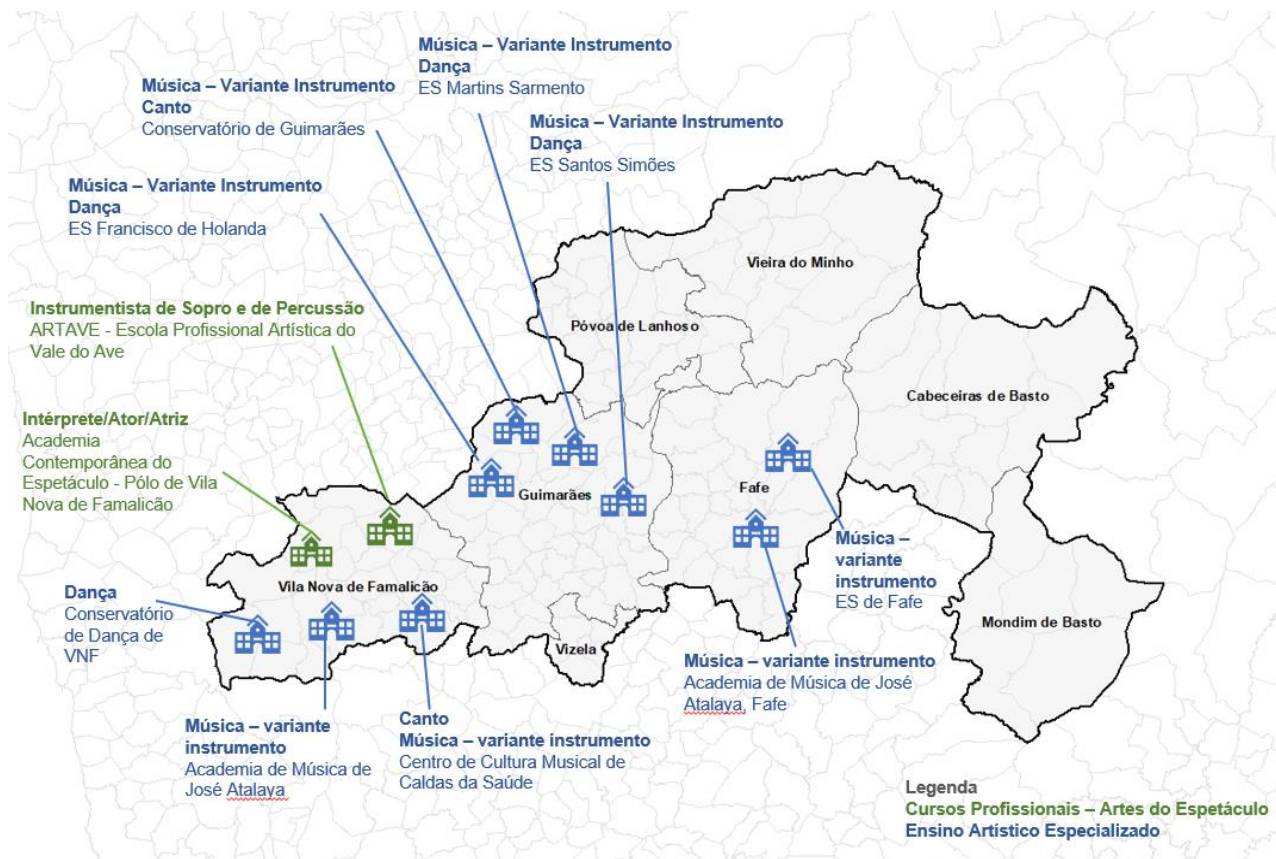 Música – Variante Instrumento
Dança
ES Martins Sarmento
Música – Variante Instrumento
Canto
Conservatório de Guimarães
Música – Variante Instrumento
Dança
ES Santos Simões
Música – Variante Instrumento
Dança
ES Francisco de Holanda
Vieira do Minho
Instrumentista de Sopro e de Percussão
ARTAVE - Escola Profissional Artística do
Vale do Ave
Póvoa de Lanhoso
Cabeceiras de Basto
Intérprete/Ator/Atriz
Academia
Contemporânea do
Espetáculo - Pólo de Vila
Nova de Famalicão
Guimarães
Fafe
Música –
variante
instrumento
ES de Fafe
Vila Nova de Famalicão
Dança
Conservatório
de Dança de
VNF
Mondim de Basto
Vizela
Música – variante instrumento
Academia de Música de José
Atalaya, Fafe
Música – variante
instrumento
Academia de Música de
José Atalaya
Canto
Música – variante instrumento
Centro de Cultura Musical de
Caldas da Saúde
Legenda
Cursos Profissionais – Artes do Espetáculo
Ensino Artístico Especializado